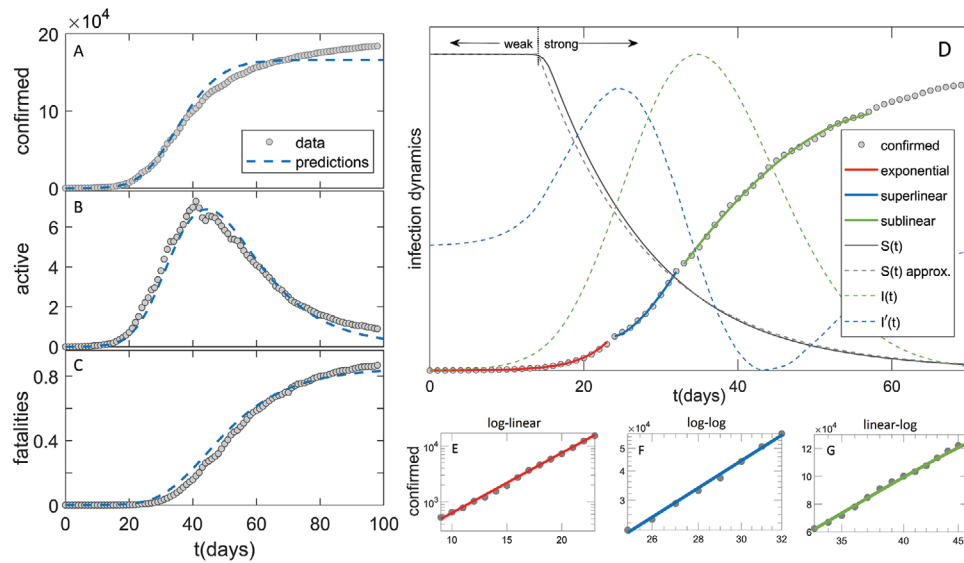 × 10⁴
20
A
10
0
confirmed
data
predictions
B
6
4
2
0
active
C
0.8
0.4
0
fatalities
0 20 40 60 80 100
t(days)
weak strong
D
infection dynamics
confirmed
exponential
superlinear
sublinear
S(t)
S(t) approx.
I(t)
I'(t)
0 20 40 60
t(days)
log-linear
E
10⁴
10³
confirmed
10 15 20
log-log
×10⁴
F
5
4
3
26 28 30 32
linear-log
×10⁴
G
12
10
8
6
35 40 45